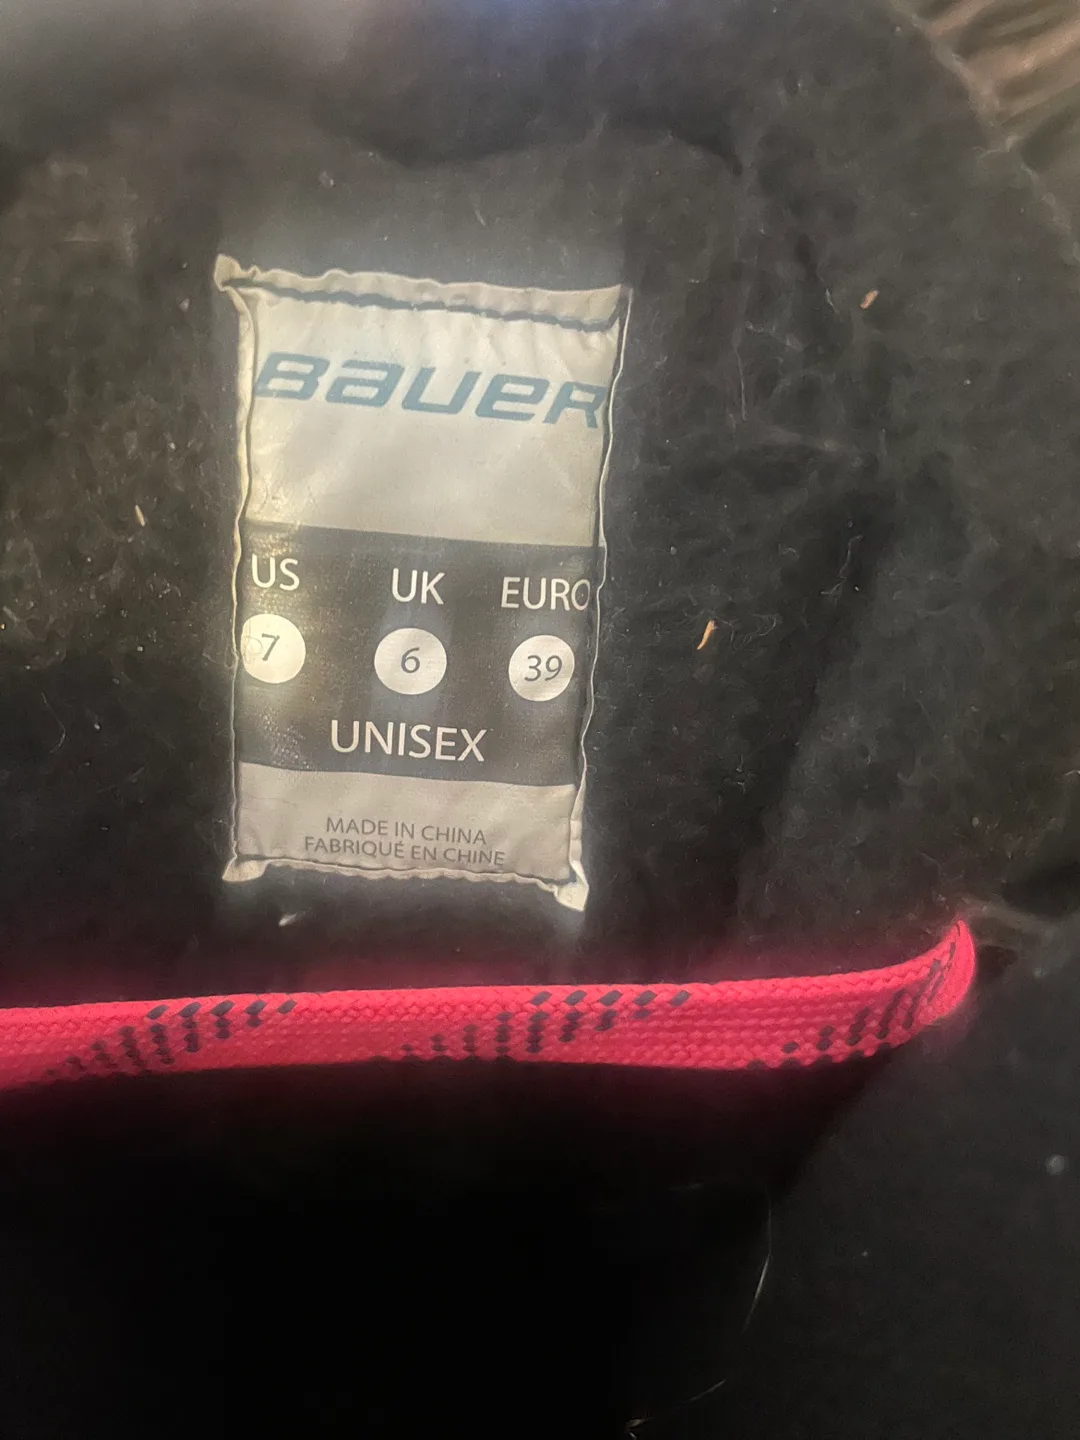 BAUER
US UK EURO
7 6 39
UNISEX
MADE IN CHINA
FABRIQUÉ EN CHINE